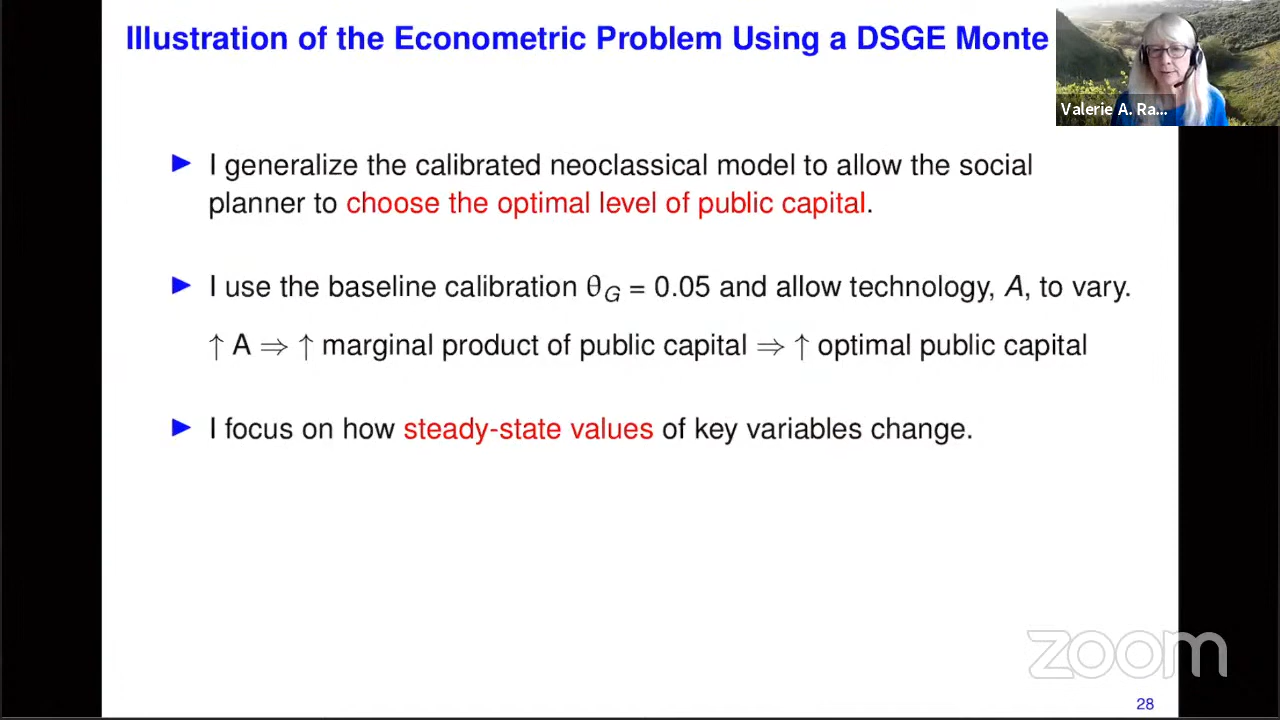 Illustration of the Econometric Problem Using a DSGE Monte
Valerie A. Ra...
▶ I generalize the calibrated neoclassical model to allow the social
planner to choose the optimal level of public capital.
▶ I use the baseline calibration θ_G = 0.05 and allow technology, A, to vary.
↑ A ⇒ ↑ marginal product of public capital ⇒ ↑ optimal public capital
▶ I focus on how steady-state values of key variables change.
zoom
28